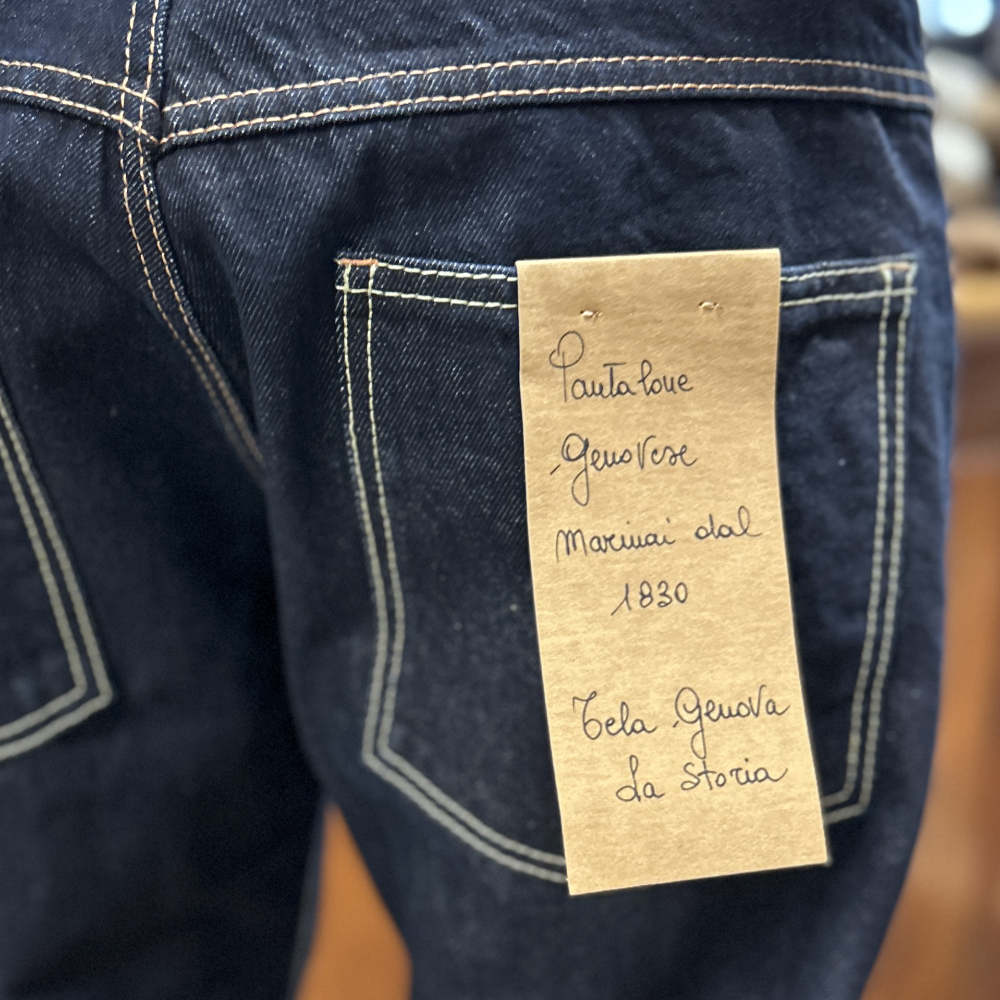 Pantalone
Genovese
Marinai dal
1830
Tela Genova
La storia